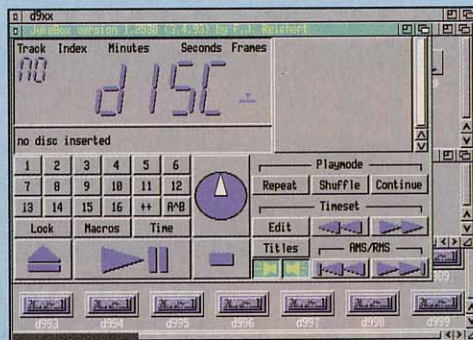 d9xx
JukeBox version 1.2530 (3.4.93) by F.J. Reichert
Track Index Minutes Seconds Frames
no disc
no disc inserted
1 2 3 4 5 6
7 8 9 10 11 12
13 14 15 16 ++ A^B
Lock Macros Time
Playmode
Repeat Shuffle Continue
Timeset
Edit
Titles
AMS/RMS
d993 d994 d995 d996 d997 d998 d999